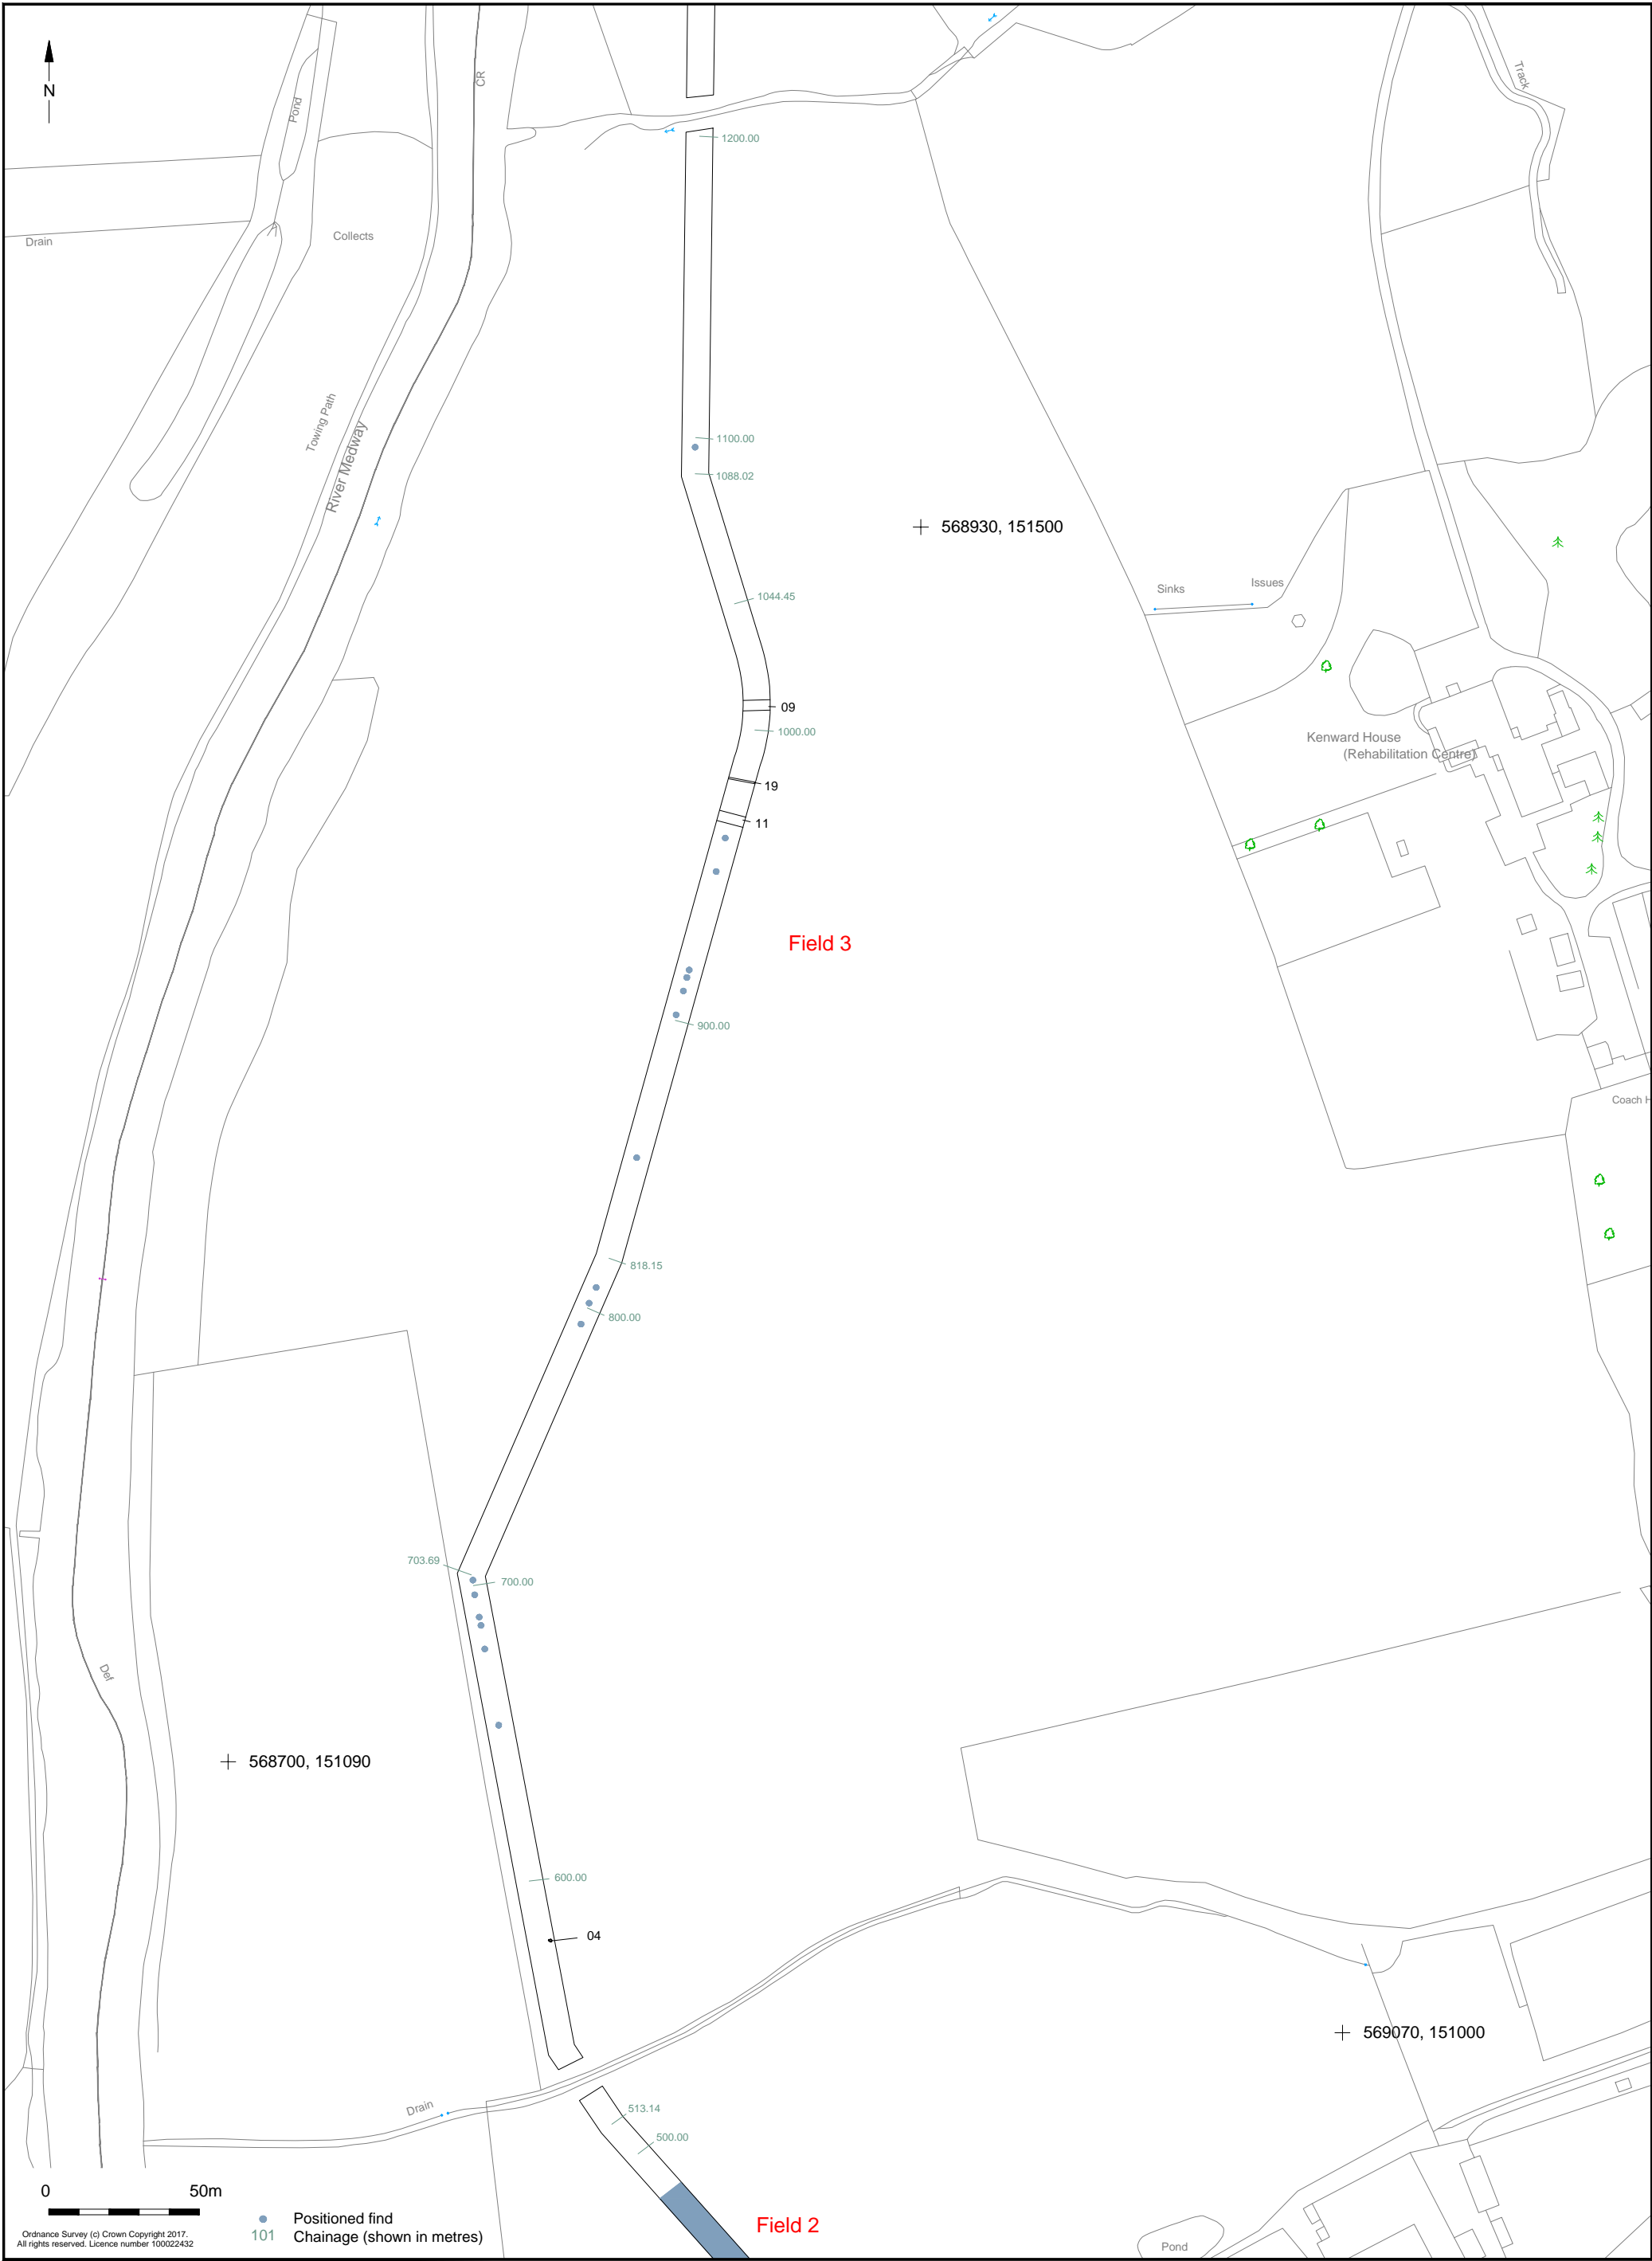 N
Pond
CR
Track
1200.00
Drain
Collects
Towing Path
River Medway
1100.00
1088.02
568930, 151500
1044.45
Sinks
Issues
09
1000.00
Kenward House
(Rehabilitation Centre)
19
11
Field 3
900.00
Coach H
818.15
800.00
703.69
700.00
Def
568700, 151090
600.00
04
569070, 151000
Drain
513.14
500.00
0 50m
Positioned find
101 Chainage (shown in metres)
Field 2
Pond
Ordnance Survey (c) Crown Copyright 2017.
All rights reserved. Licence number 100022432